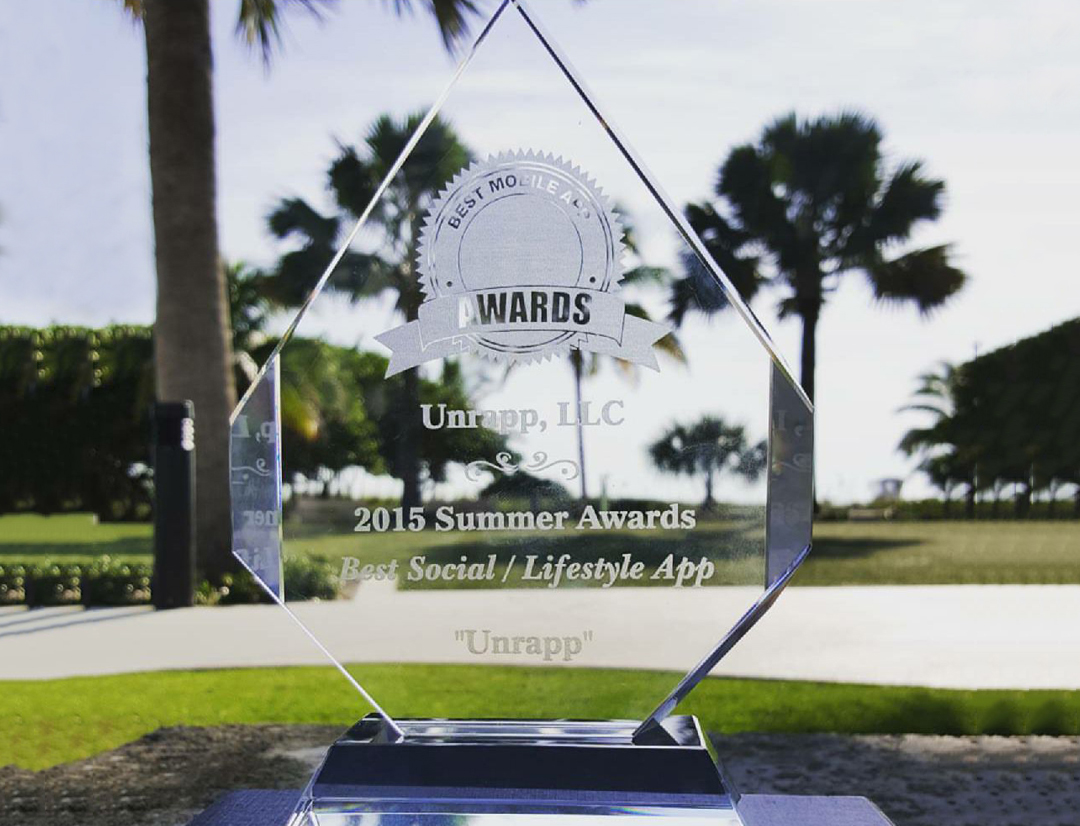 BEST MOBILE APP
AWARDS
Unrapp, LLC
2015 Summer Awards
Best Social / Lifestyle App
"Unrapp"